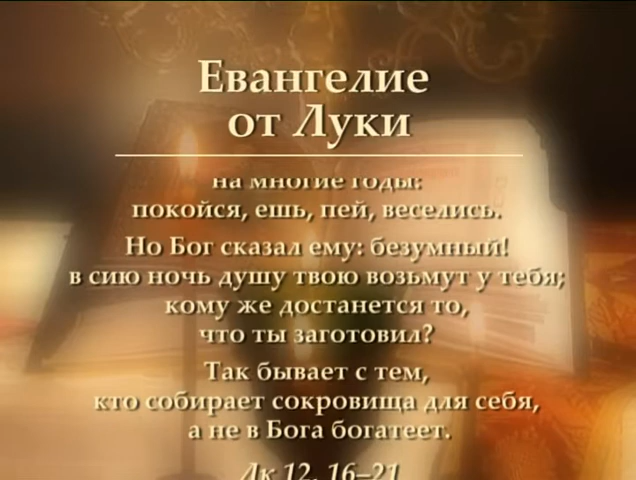 Евангелие
от Луки
на многие годы:
покойся, ешь, пей, веселись.
Но Бог сказал ему: безумный!
в сию ночь душу твою возьмут у тебя;
кому же достанется то,
что ты заготовил?
Так бывает с тем,
кто собирает сокровища для себя,
а не в Бога богатеет.
Лк 12, 16–21